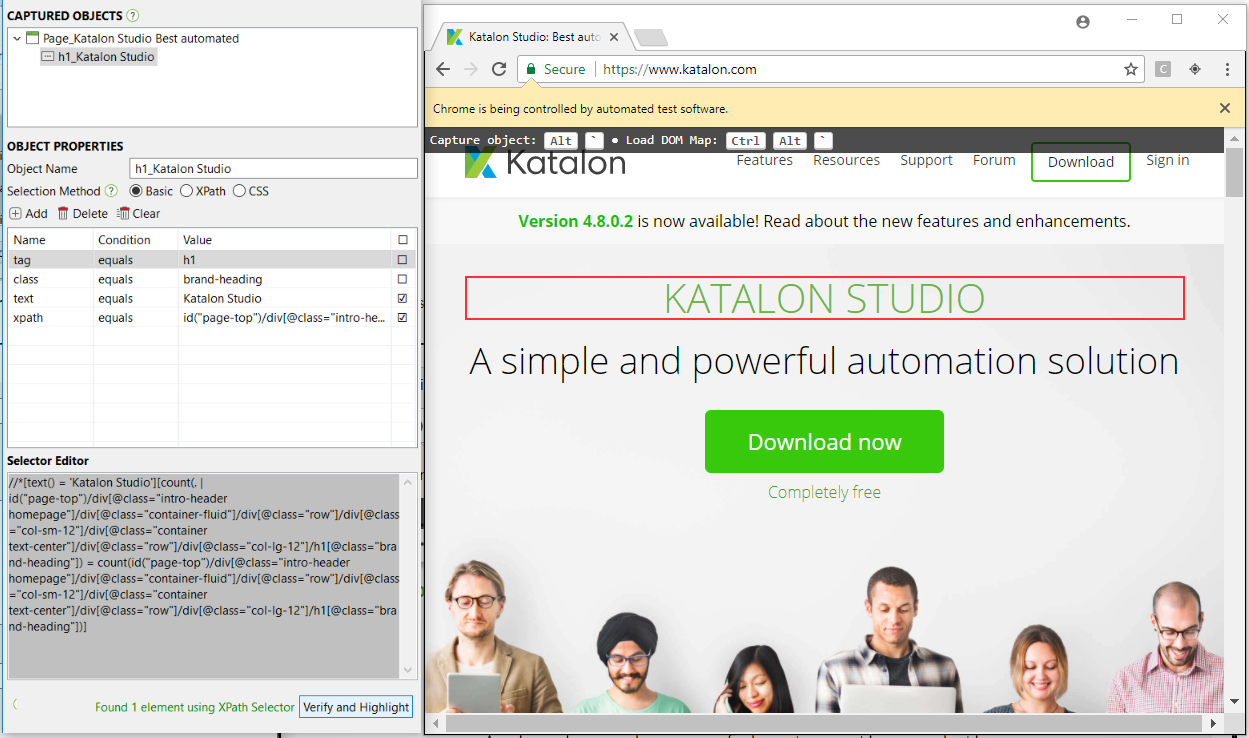 CAPTURED OBJECTS ?
Page_Katalon Studio Best automated
h1_Katalon Studio
OBJECT PROPERTIES
Object Name h1_Katalon Studio
Selection Method ? Basic XPath CSS
Add Delete Clear
Name Condition Value
tag equals h1
class equals brand-heading
text equals Katalon Studio
xpath equals id("page-top")/div[@class="intro-he...
Selector Editor
//*[text() = 'Katalon Studio'][count(. |
id("page-top")/div[@class="intro-header
homepage"]/div[@class="container-fluid"]/div[@class="row"]/div[@class
="col-sm-12"]/div[@class="container
text-center"]/div[@class="row"]/div[@class="col-lg-12"]/h1[@class="bra
nd-heading"]) = count(id("page-top")/div[@class="intro-header
homepage"]/div[@class="container-fluid"]/div[@class="row"]/div[@class
="col-sm-12"]/div[@class="container
text-center"]/div[@class="row"]/div[@class="col-lg-12"]/h1[@class="bra
nd-heading"])]
Found 1 element using XPath Selector Verify and Highlight
Katalon Studio: Best auto
Secure https://www.katalon.com
C
Chrome is being controlled by automated test software.
Capture object: Alt ` • Load DOM Map: Ctrl Alt `
Katalon Features Resources Support Forum Download Sign in
Version 4.8.0.2 is now available! Read about the new features and enhancements.
KATALON STUDIO
A simple and powerful automation solution
Download now
Completely free